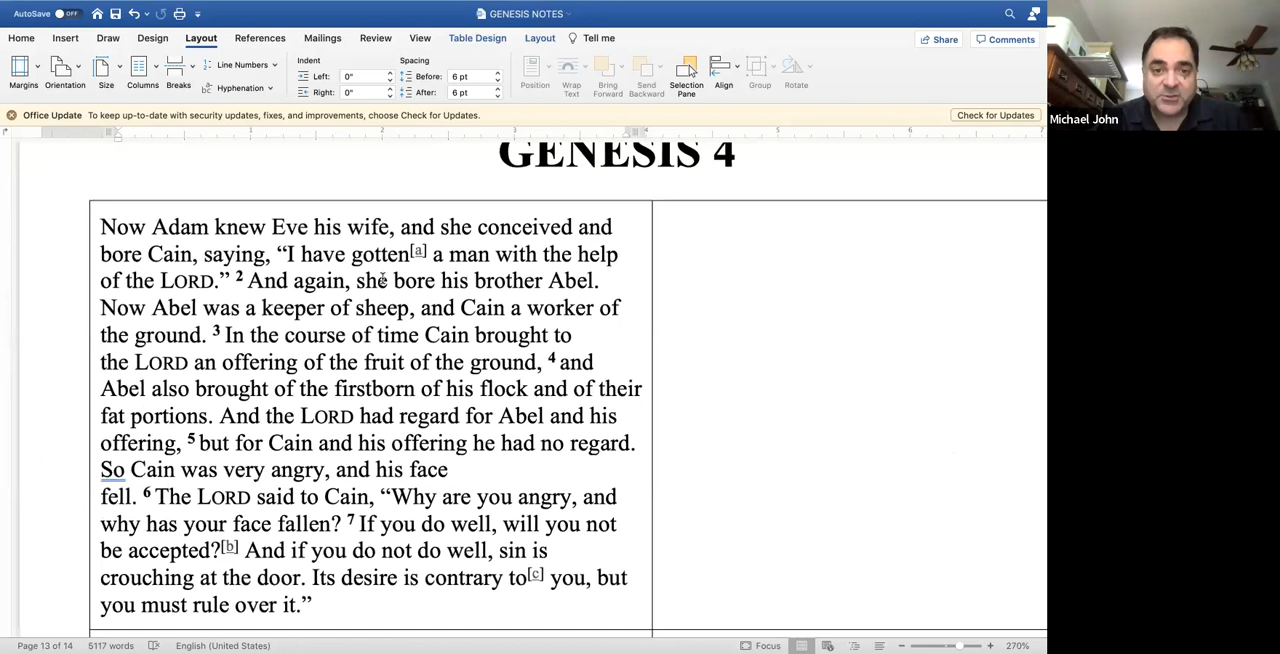 AutoSave OFF GENESIS NOTES
Home Insert Draw Design Layout References Mailings Review View Table Design Layout Tell me Share Comments
Margins Orientation Size Columns Breaks Line Numbers Hyphenation
Indent Left: 0" Right: 0" Spacing Before: 6 pt After: 6 pt
Position Wrap Text Bring Forward Send Backward Selection Pane Align Group Rotate
Office Update To keep up-to-date with security updates, fixes, and improvements, choose Check for Updates. Check for Updates
Michael John
1 2 3 4 5 6 7
GENESIS 4
Now Adam knew Eve his wife, and she conceived and
bore Cain, saying, “I have gotten[a] a man with the help
of the LORD.” 2 And again, she bore his brother Abel.
Now Abel was a keeper of sheep, and Cain a worker of
the ground. 3 In the course of time Cain brought to
the LORD an offering of the fruit of the ground, 4 and
Abel also brought of the firstborn of his flock and of their
fat portions. And the LORD had regard for Abel and his
offering, 5 but for Cain and his offering he had no regard.
So Cain was very angry, and his face
fell. 6 The LORD said to Cain, “Why are you angry, and
why has your face fallen? 7 If you do well, will you not
be accepted?[b] And if you do not do well, sin is
crouching at the door. Its desire is contrary to[c] you, but
you must rule over it.”
Page 13 of 14 5117 words English (United States) Focus 270%